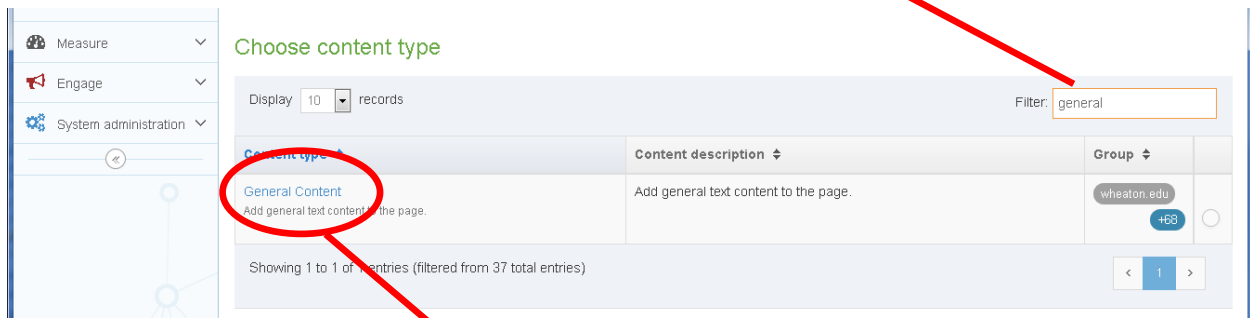 Measure
Engage
System administration
Choose content type
Display 10 records
Filter: general
Content type
Content description
Group
General Content
Add general text content to the page.
Add general text content to the page.
wheaton.edu
+68
Showing 1 to 1 of 1 entries (filtered from 37 total entries)
< 1 >